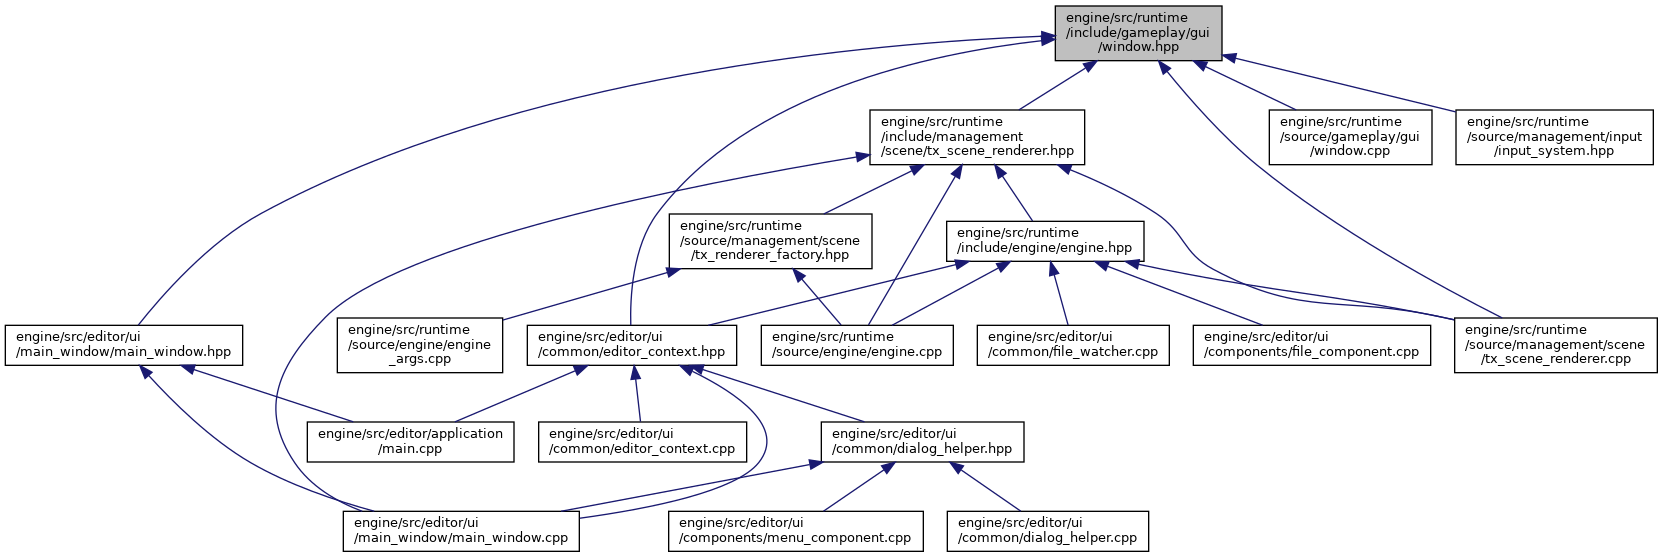 engine/src/runtime
/include/gameplay/gui
/window.hpp
engine/src/runtime
/include/management
/scene/tx_scene_renderer.hpp
engine/src/runtime
/source/gameplay/gui
/window.cpp
engine/src/runtime
/source/management/input
/input_system.hpp
engine/src/runtime
/source/management/scene
/tx_renderer_factory.hpp
engine/src/runtime
/include/engine/engine.hpp
engine/src/editor/ui
/main_window/main_window.hpp
engine/src/runtime
/source/engine/engine
_args.cpp
engine/src/editor/ui
/common/editor_context.hpp
engine/src/runtime
/source/engine/engine.cpp
engine/src/editor/ui
/common/file_watcher.cpp
engine/src/editor/ui
/components/file_component.cpp
engine/src/runtime
/source/management/scene
/tx_scene_renderer.cpp
engine/src/editor/application
/main.cpp
engine/src/editor/ui
/common/editor_context.cpp
engine/src/editor/ui
/common/dialog_helper.hpp
engine/src/editor/ui
/main_window/main_window.cpp
engine/src/editor/ui
/components/menu_component.cpp
engine/src/editor/ui
/common/dialog_helper.cpp